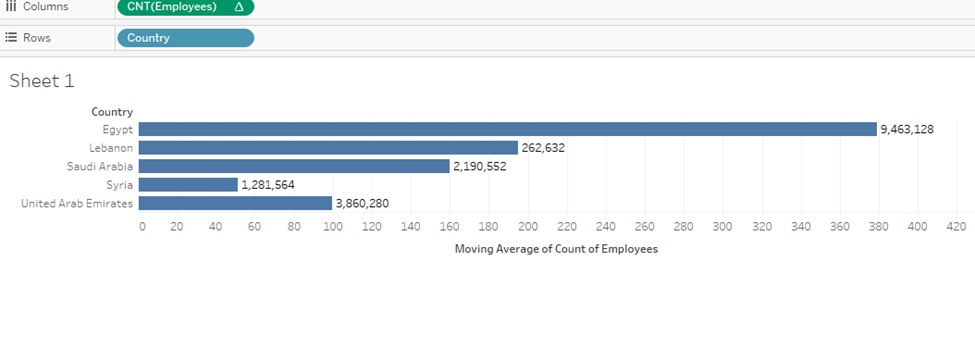 Columns CNT(Employees) Δ
Rows Country
Sheet 1
Country
Egypt 9,463,128
Lebanon 262,632
Saudi Arabia 2,190,552
Syria 1,281,564
United Arab Emirates 3,860,280
0 20 40 60 80 100 120 140 160 180 200 220 240 260 280 300 320 340 360 380 400 420
Moving Average of Count of Employees